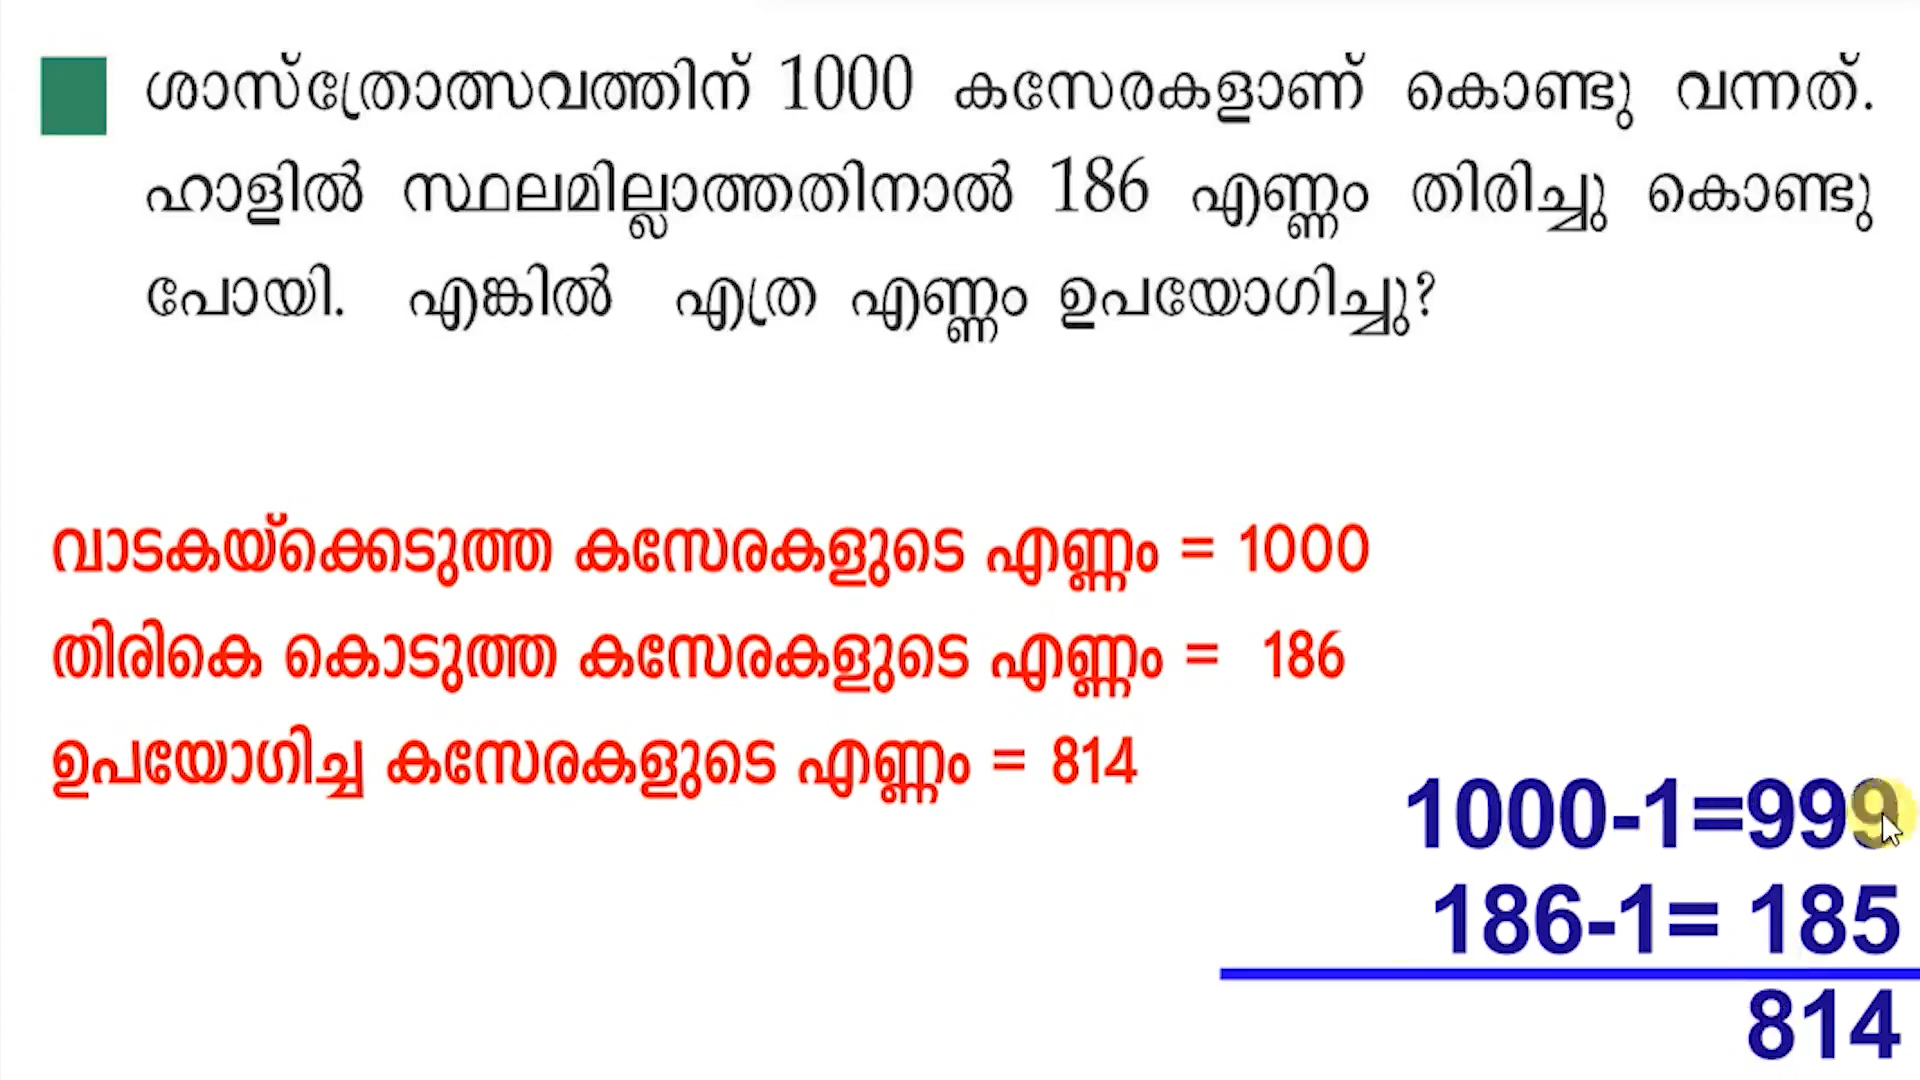 ശാസ്ത്രോത്സവത്തിന് 1000 കസേരകളാണ് കൊണ്ടു വന്നത്.
ഹാളിൽ സ്ഥലമില്ലാത്തതിനാൽ 186 എണ്ണം തിരിച്ചു കൊണ്ടു
പോയി. എങ്കിൽ എത്ര എണ്ണം ഉപയോഗിച്ചു?
വാടകയ്ക്കെടുത്ത കസേരകളുടെ എണ്ണം = 1000
തിരികെ കൊടുത്ത കസേരകളുടെ എണ്ണം = 186
ഉപയോഗിച്ച കസേരകളുടെ എണ്ണം = 814
1000-1=999
186-1= 185
814